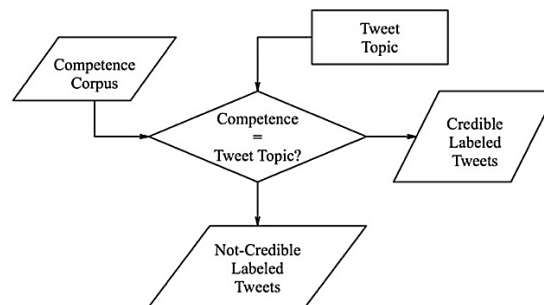 Tweet
Topic
Competence
Corpus
Competence
=
Tweet Topic?
Credible
Labeled
Tweets
Not-Credible
Labeled
Tweets